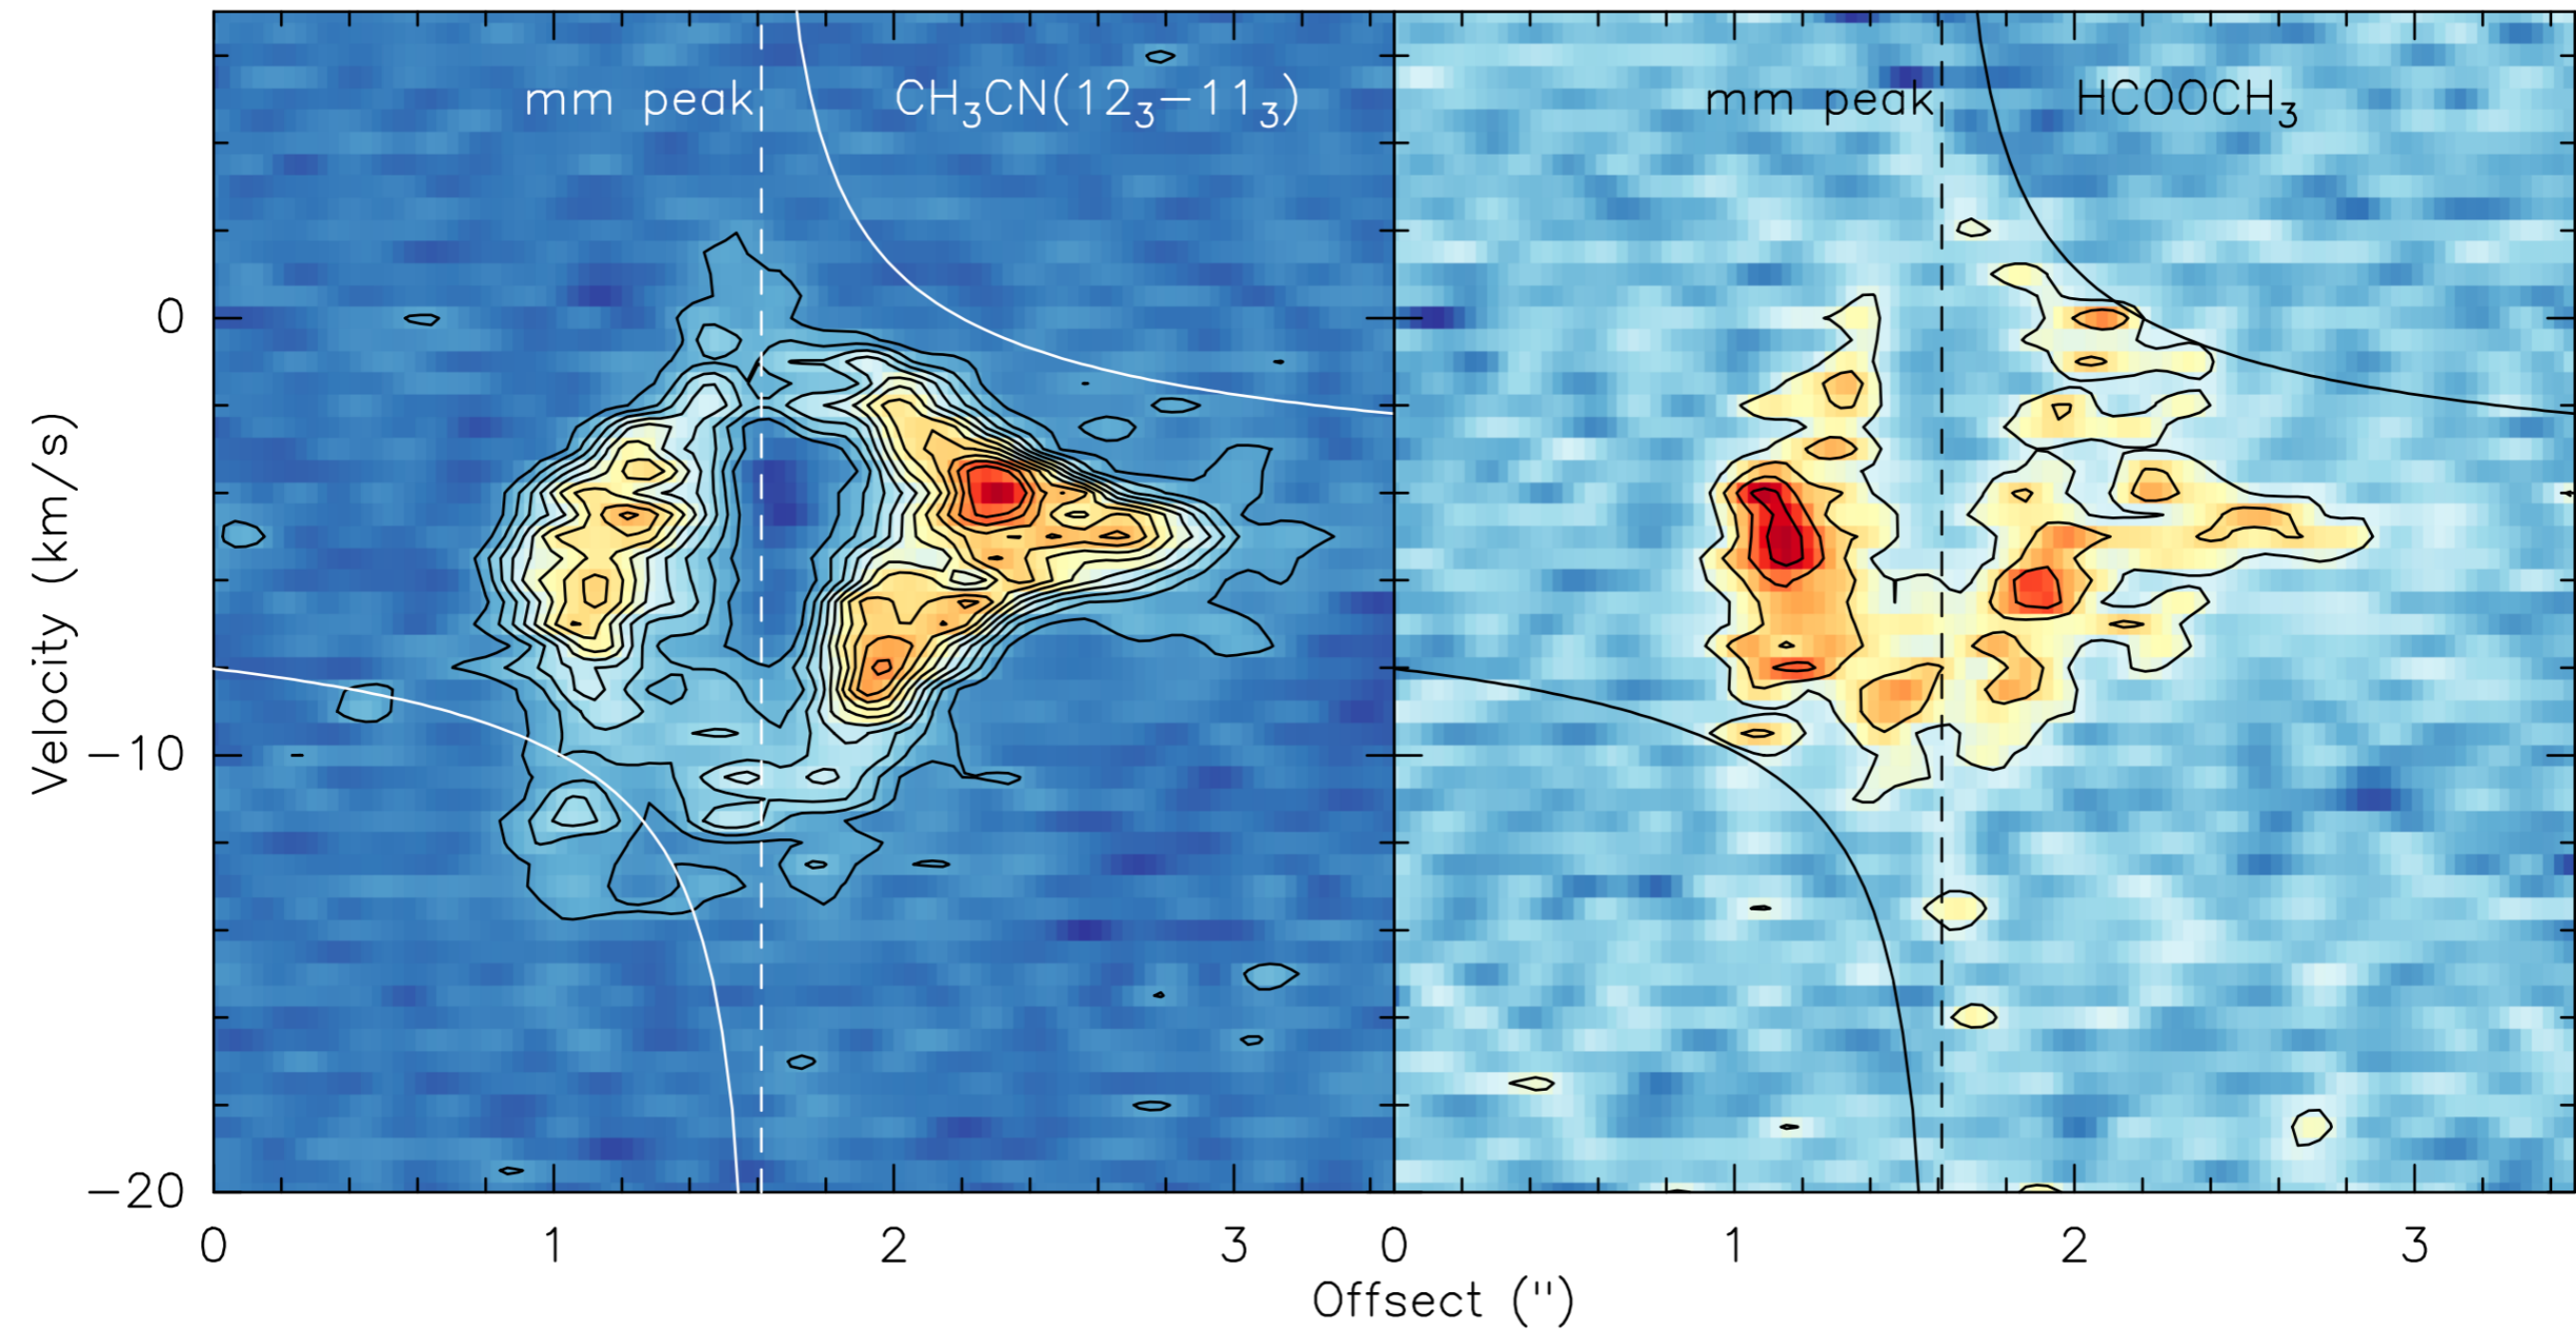 mm peak CH₃CN(12₃−11₃) mm peak HCOOCH₃
Velocity (km/s)
0
−10
−20
0 1 2 3 0 1 2 3
Offsect (")